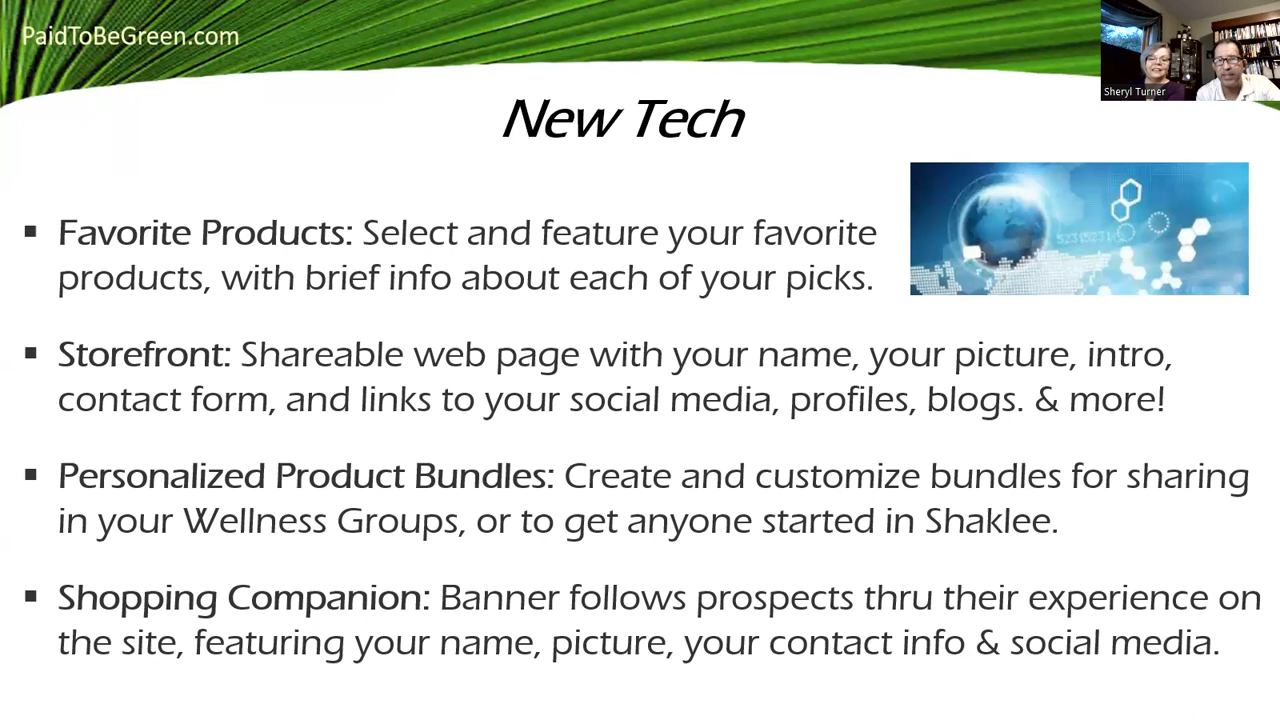 PaidToBeGreen.com
Sheryl Turner
New Tech
▪ Favorite Products: Select and feature your favorite
products, with brief info about each of your picks.
▪ Storefront: Shareable web page with your name, your picture, intro,
contact form, and links to your social media, profiles, blogs. & more!
▪ Personalized Product Bundles: Create and customize bundles for sharing
in your Wellness Groups, or to get anyone started in Shaklee.
▪ Shopping Companion: Banner follows prospects thru their experience on
the site, featuring your name, picture, your contact info & social media.